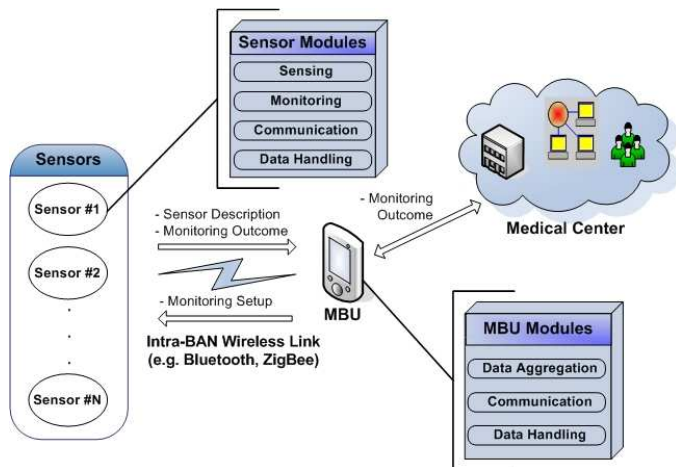 Sensor Modules
Sensing
Monitoring
Communication
Data Handling
Sensors
Sensor #1
Sensor #2
.
.
.
Sensor #N
- Sensor Description
- Monitoring Outcome
- Monitoring Setup
Intra-BAN Wireless Link
(e.g. Bluetooth, ZigBee)
MBU
- Monitoring
Outcome
Medical Center
MBU Modules
Data Aggregation
Communication
Data Handling